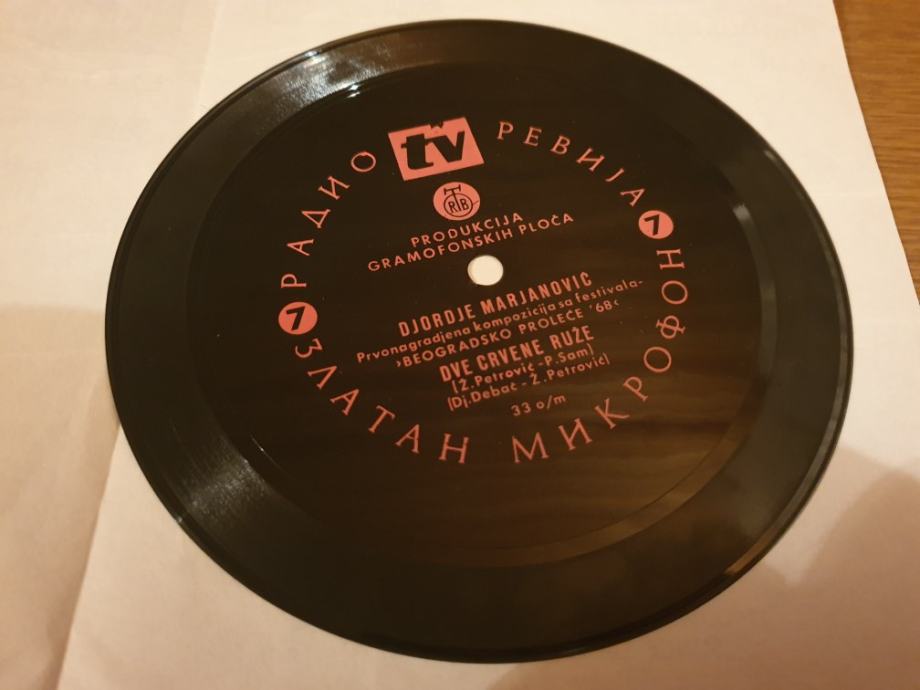 РАДИО tv РЕВИЈА
RTB
PRODUKCIJA
GRAMOFONSKIH PLOČA
DJORDJE MARJANOVIĆ
Prvonagradjena kompozicija sa festivala-
›BEOGRADSKO PROLEĆE '68‹
DVE CRVENE RUŽE
(Ž.Petrović-P.Sam)
(Dj.Debač - Ž.Petrović)
33 o/m
7 ЗЛАТАН МИКРОФОН 7